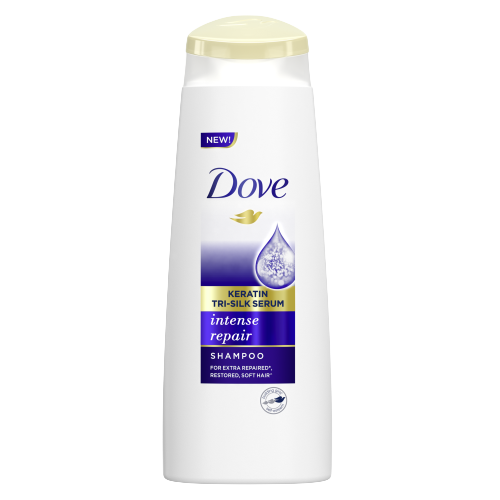 NEW!
Dove
KERATIN
TRI-SILK SERUM
intense
repair
SHAMPOO
FOR EXTRA REPAIRED*,
RESTORED, SOFT HAIR*